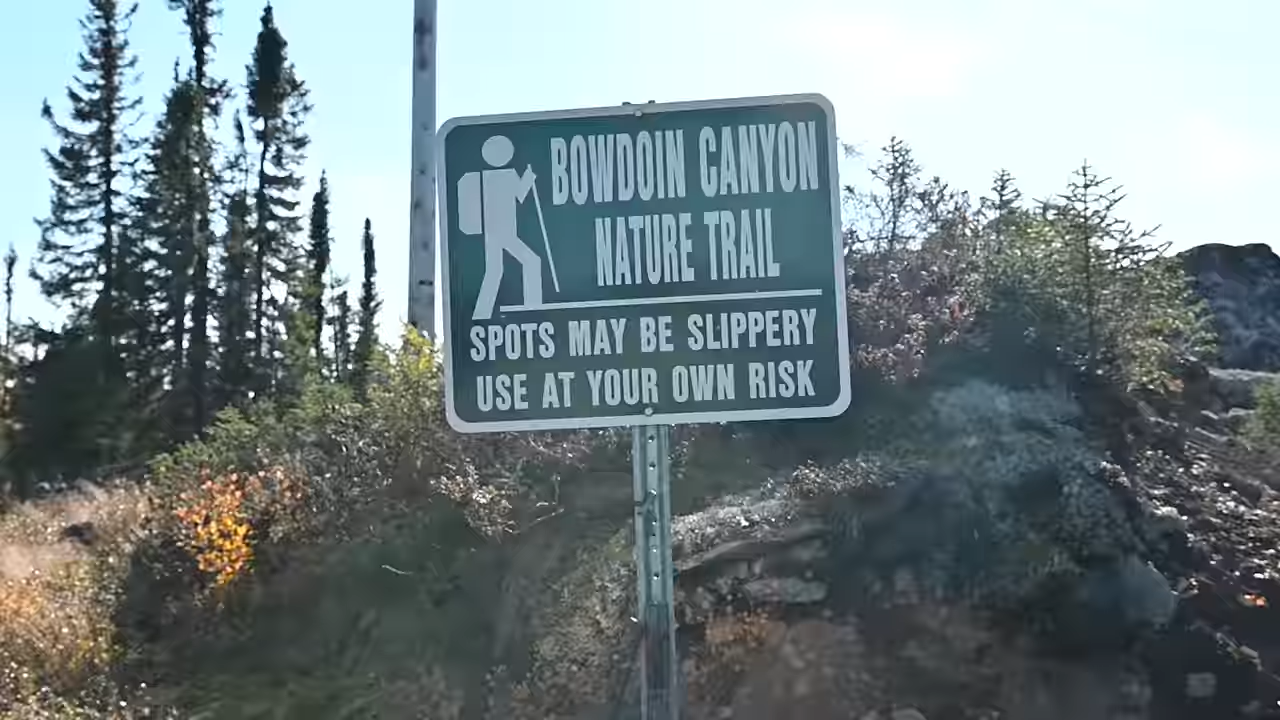 BOWDOIN CANYON
NATURE TRAIL
SPOTS MAY BE SLIPPERY
USE AT YOUR OWN RISK